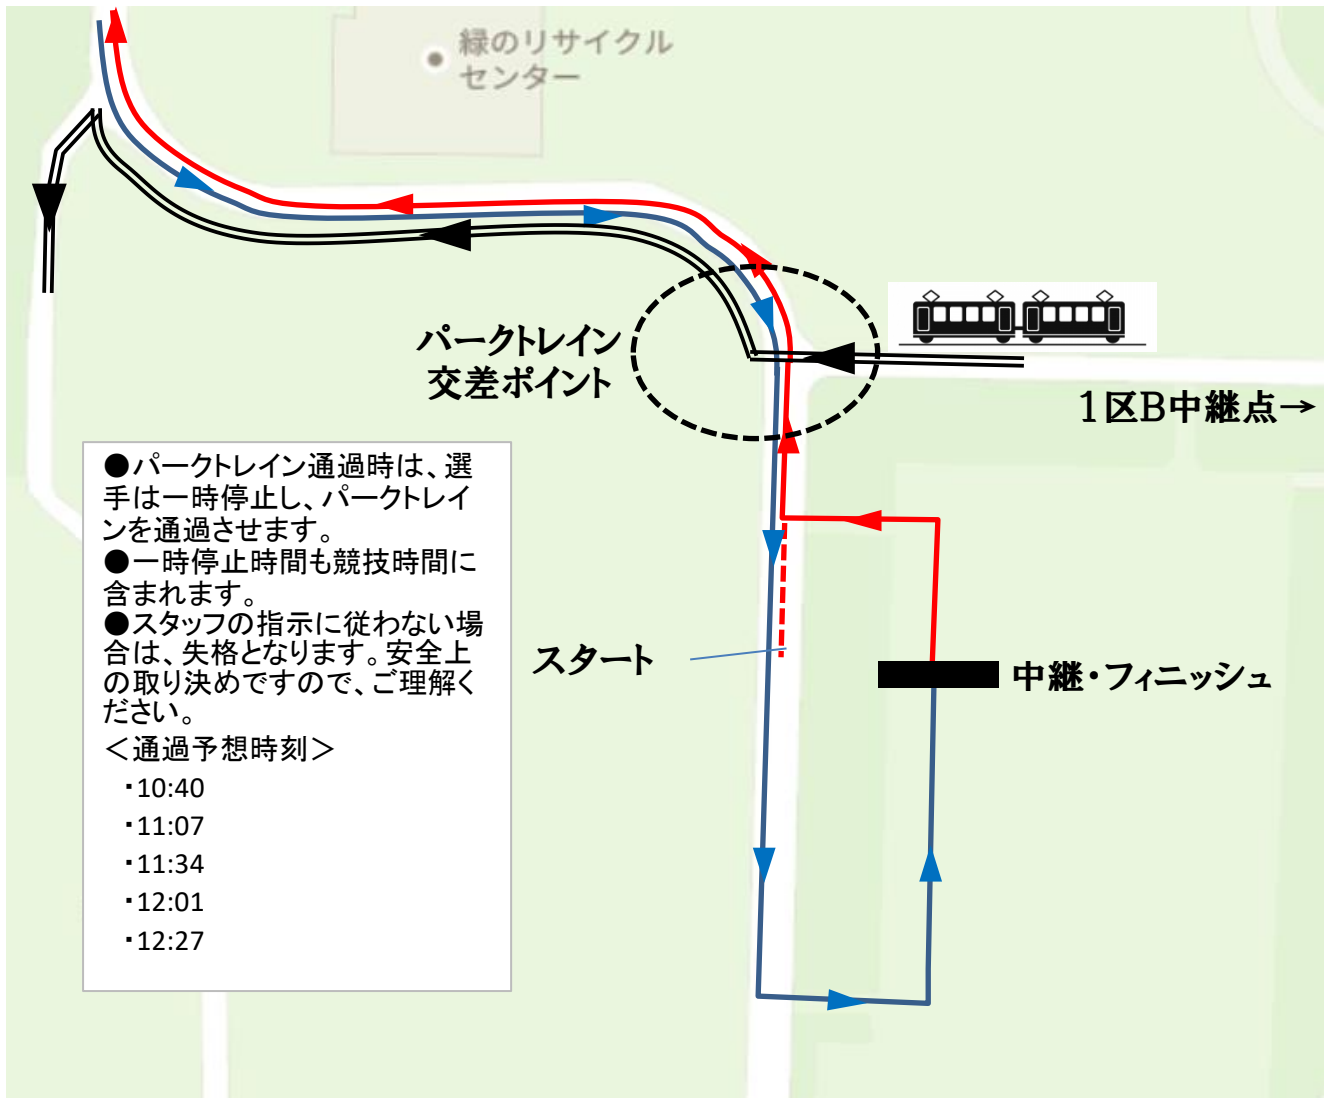 緑のリサイクル
センター
パークトレイン
交差ポイント
1区B中継点→
●パークトレイン通過時は、選
手は一時停止し、パークトレイ
ンを通過させます。
●一時停止時間も競技時間に
含まれます。
●スタッフの指示に従わない場
合は、失格となります。安全上
の取り決めですので、ご理解く
ださい。
＜通過予想時刻＞
・10:40
・11:07
・11:34
・12:01
・12:27
スタート
中継・フィニッシュ